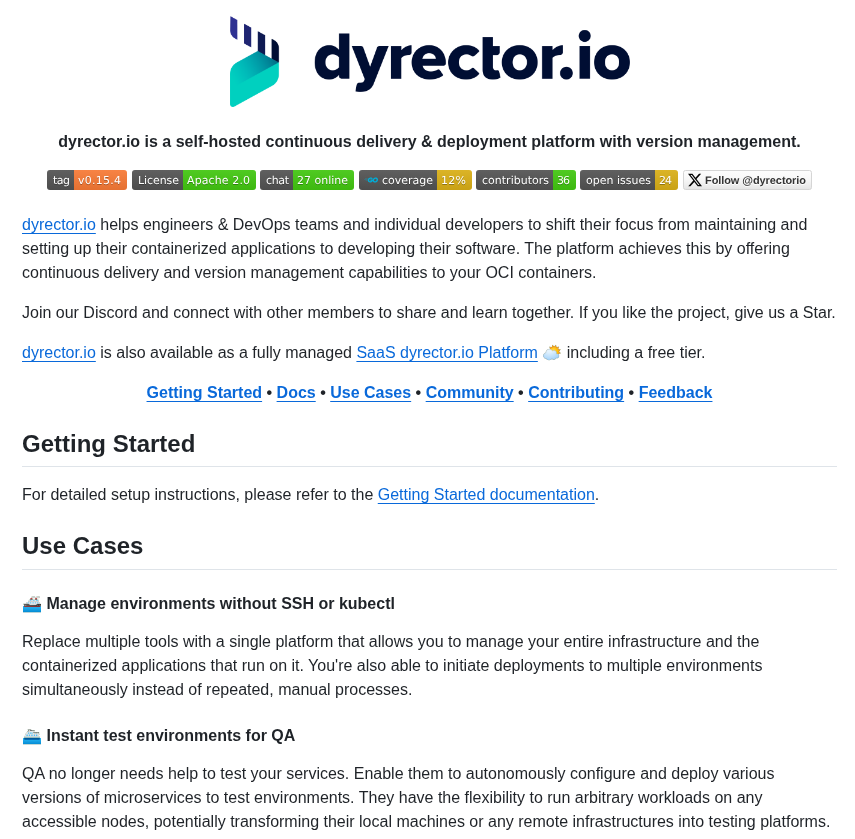 dyrector.io
dyrector.io is a self-hosted continuous delivery & deployment platform with version management.
tag v0.15.4 License Apache 2.0 chat 27 online coverage 12% contributors 36 open issues 24 Follow @dyrectorio
dyrector.io helps engineers & DevOps teams and individual developers to shift their focus from maintaining and
setting up their containerized applications to developing their software. The platform achieves this by offering
continuous delivery and version management capabilities to your OCI containers.
Join our Discord and connect with other members to share and learn together. If you like the project, give us a Star.
dyrector.io is also available as a fully managed SaaS dyrector.io Platform 🌥️ including a free tier.
Getting Started • Docs • Use Cases • Community • Contributing • Feedback
Getting Started
For detailed setup instructions, please refer to the Getting Started documentation.
Use Cases
Manage environments without SSH or kubectl
Replace multiple tools with a single platform that allows you to manage your entire infrastructure and the
containerized applications that run on it. You're also able to initiate deployments to multiple environments
simultaneously instead of repeated, manual processes.
Instant test environments for QA
QA no longer needs help to test your services. Enable them to autonomously configure and deploy various
versions of microservices to test environments. They have the flexibility to run arbitrary workloads on any
accessible nodes, potentially transforming their local machines or any remote infrastructures into testing platforms.